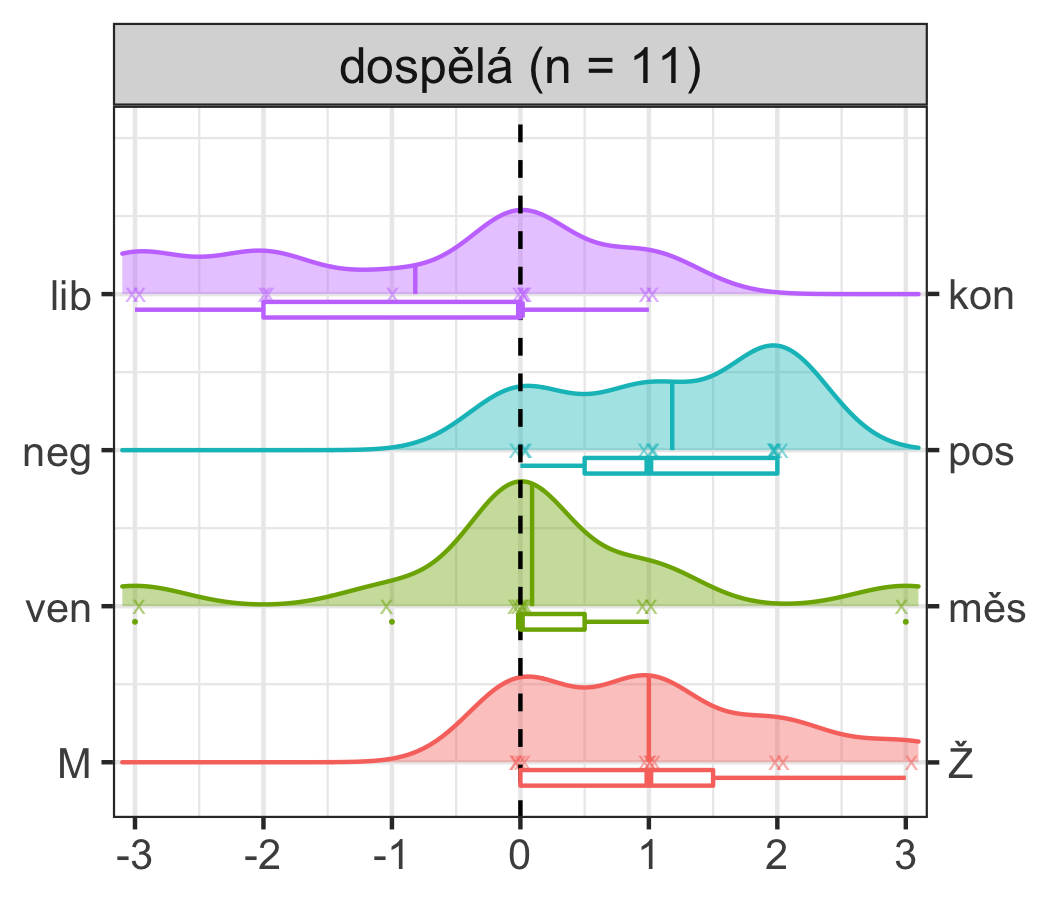 dospělá (n = 11)
lib kon
neg pos
ven měs
M Ž
-3 -2 -1 0 1 2 3